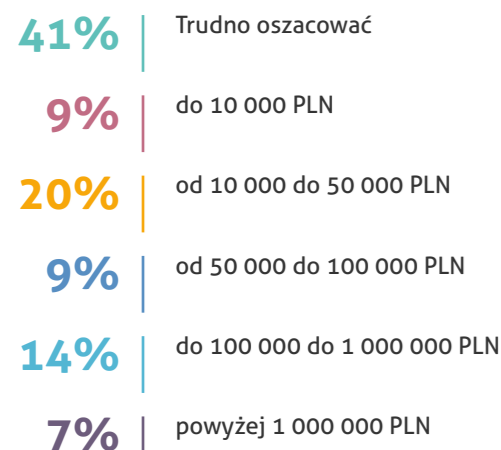 41% Trudno oszacować
9% do 10 000 PLN
20% od 10 000 do 50 000 PLN
9% od 50 000 do 100 000 PLN
14% do 100 000 do 1 000 000 PLN
7% powyżej 1 000 000 PLN